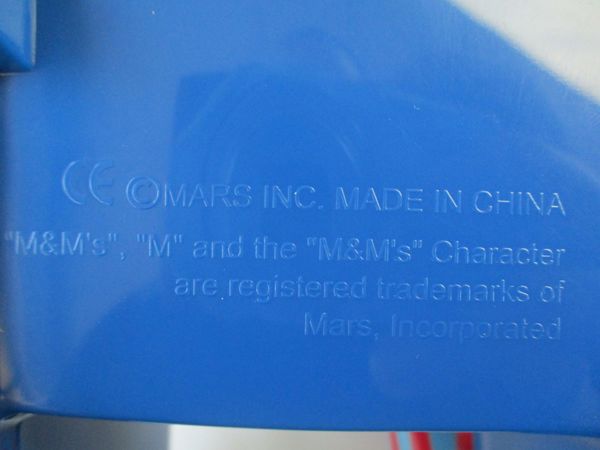 CE ©MARS INC. MADE IN CHINA
"M&M's", "M" and the "M&M's" Character
are registered trademarks of
Mars, Incorporated